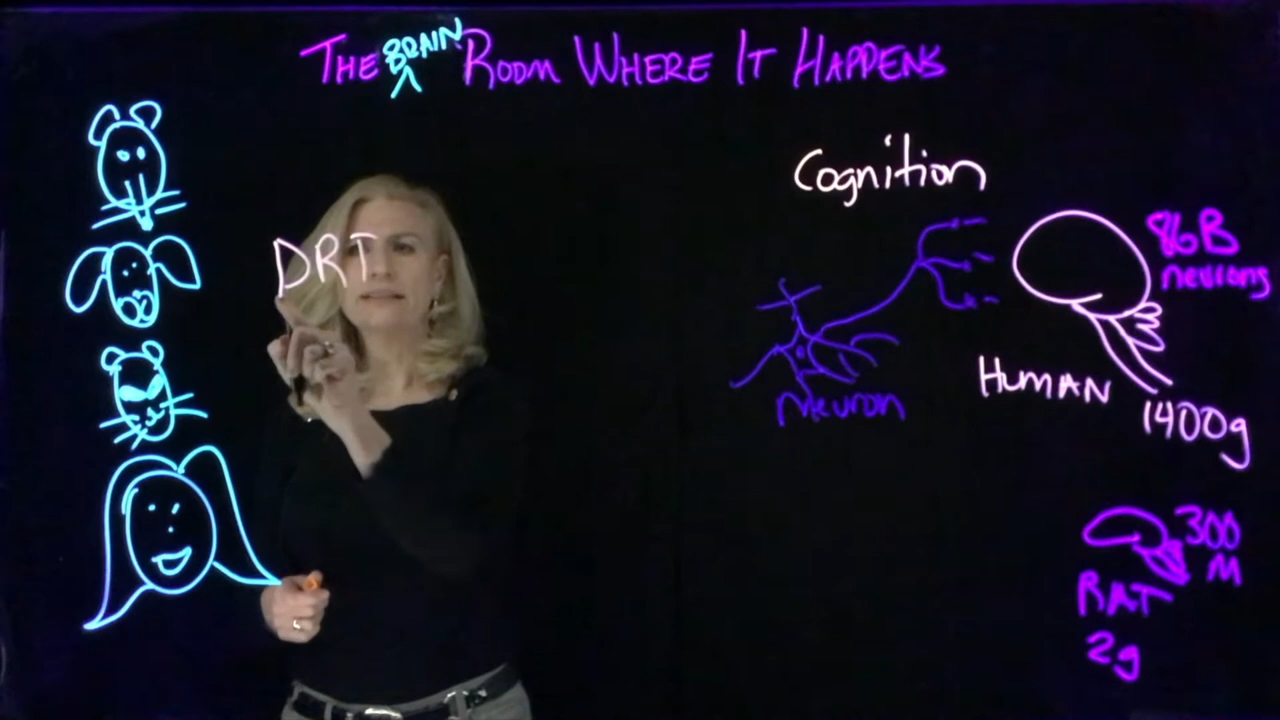 THE BRAIN ROOM WHERE IT HAPPENS
Cognition
DRT
86B
neurons
Neuron
HUMAN
1400g
300
M
RAT
2g